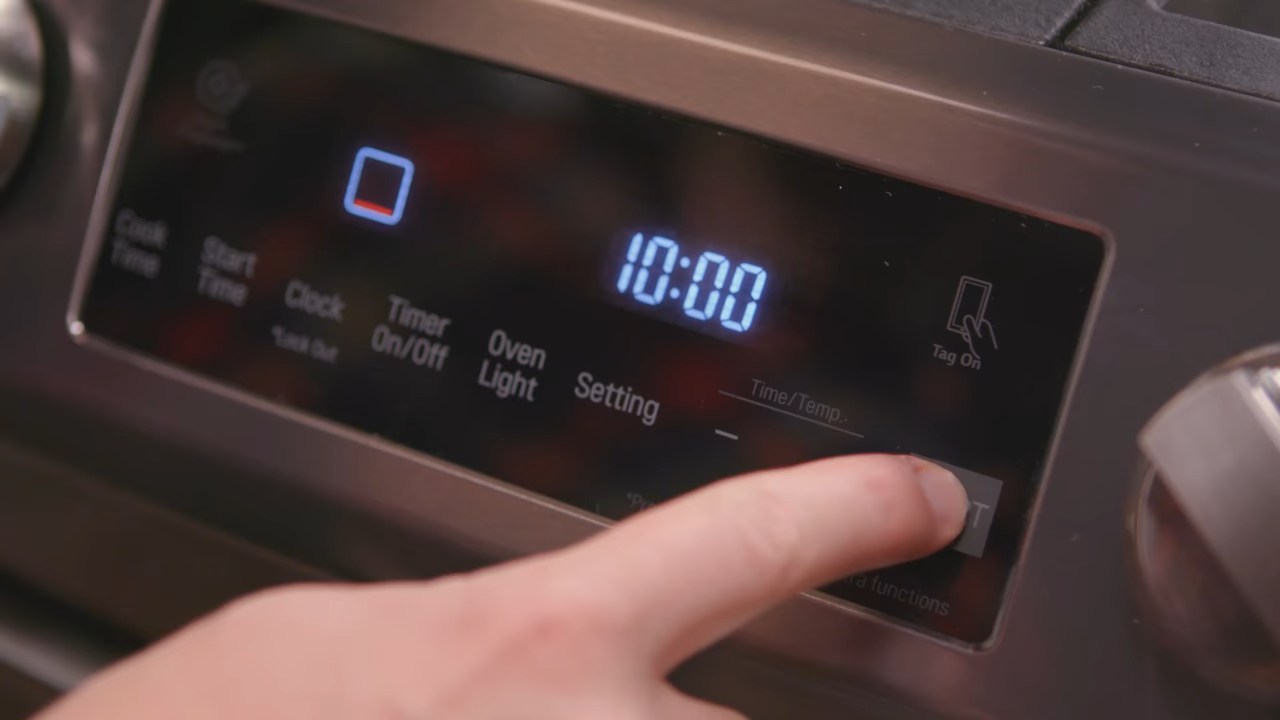 10:00
Tag On
Cook
Time
Start
Time
Clock
*Lock Out
Timer
On/Off
Oven
Light
Setting
Time/Temp.
functions